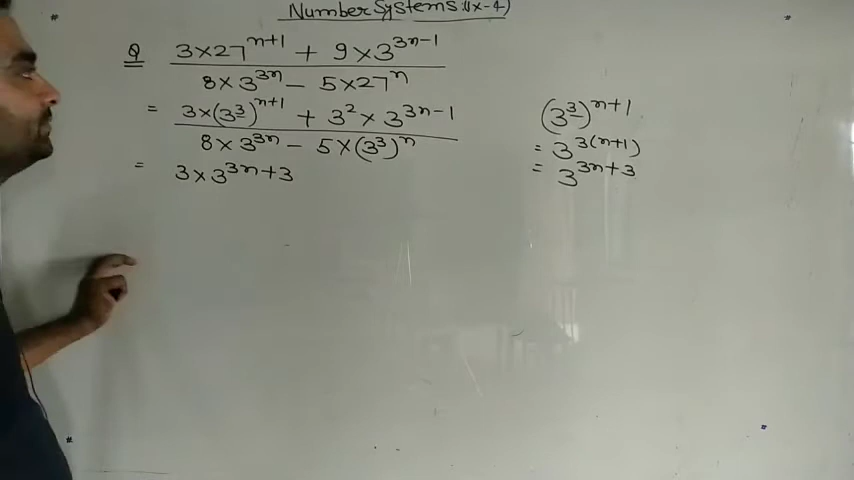 Number Systems (IX-4)
Q 3×27^{n+1} + 9×3^{3n-1}
8×3^{3n} - 5×27^n
= 3×(3^3)^{n+1} + 3^2×3^{3n-1}
8×3^{3n} - 5×(3^3)^n
= 3×3^{3n+3}
(3^3)^{n+1}
= 3^{3(n+1)}
= 3^{3n+3}